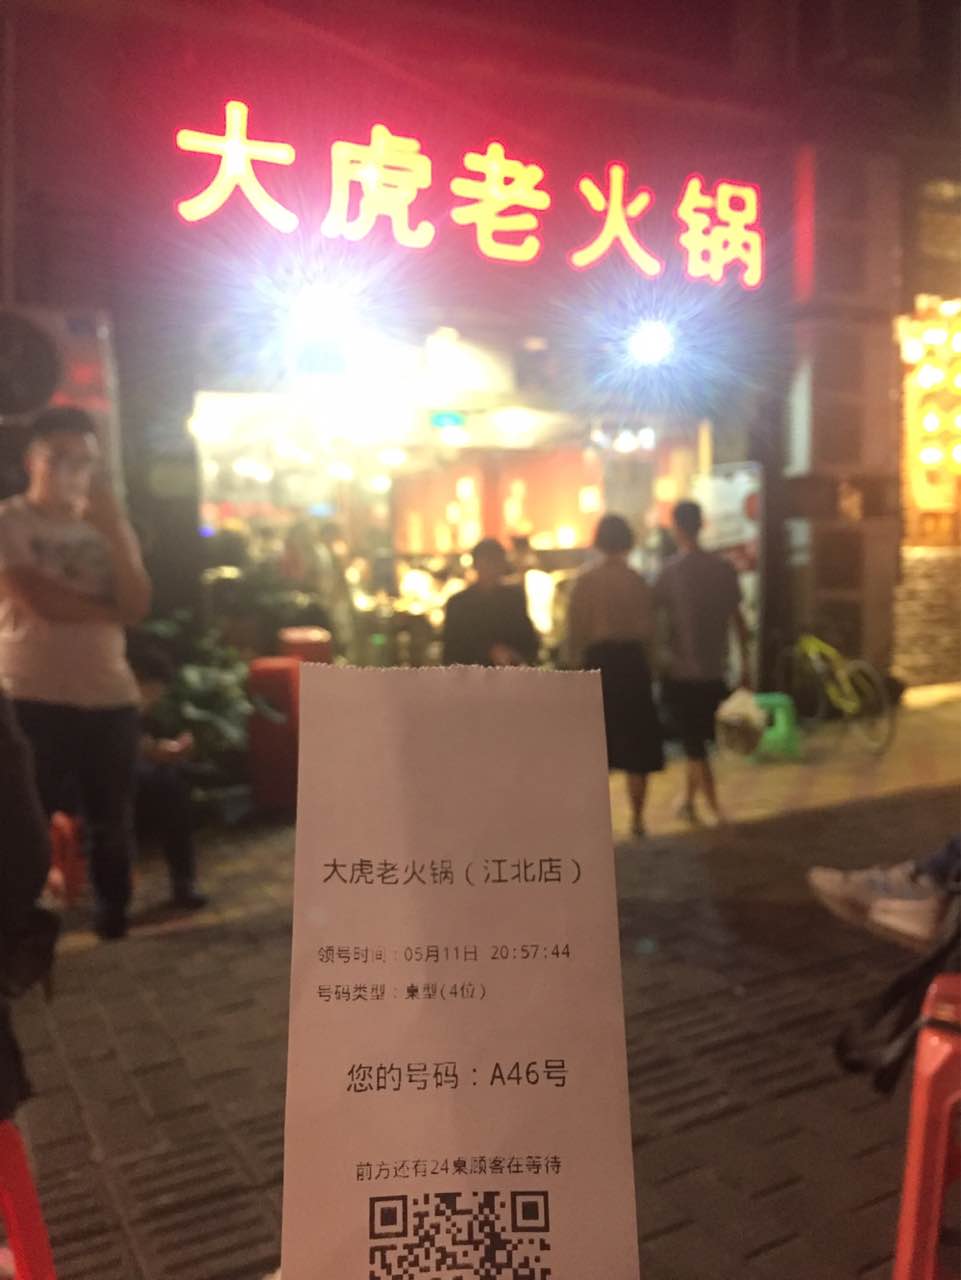 大虎老火锅
大虎老火锅（江北店）
领号时间：05月11日 20:57:44
号码类型：桌型(4位)
您的号码：A46号
前方还有24桌顾客在等待